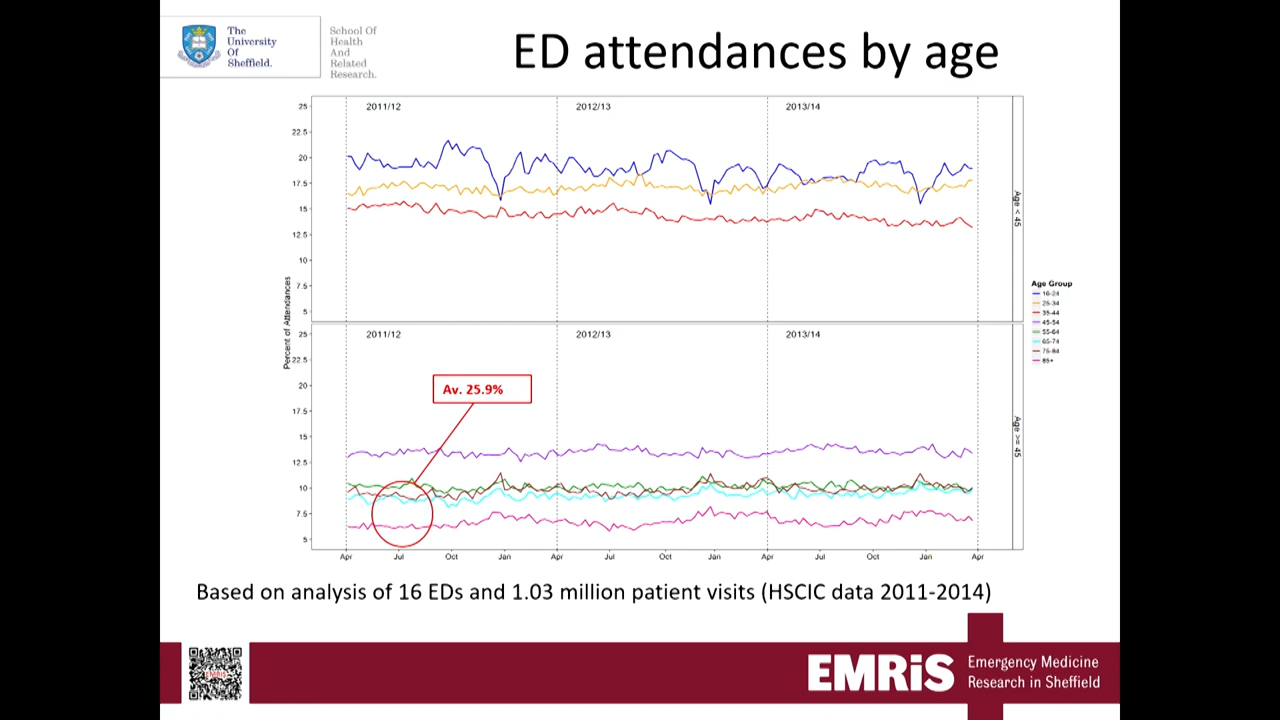 The
University
Of
Sheffield.
School Of
Health
And
Related
Research.
ED attendances by age
2011/12
2012/13
2013/14
25
22.5
20
17.5
15
12.5
10
7.5
5
Age < 45
Percent of Attendances
2011/12
2012/13
2013/14
25
22.5
20
17.5
15
12.5
10
7.5
5
Age >= 45
Av. 25.9%
Apr
Jul
Oct
Jan
Apr
Jul
Oct
Jan
Apr
Jul
Oct
Jan
Apr
Age Group
16-24
25-34
35-44
45-54
55-64
65-74
75-84
85+
Based on analysis of 16 EDs and 1.03 million patient visits (HSCIC data 2011-2014)
EMRiS
EMRiS
Emergency Medicine
Research in Sheffield